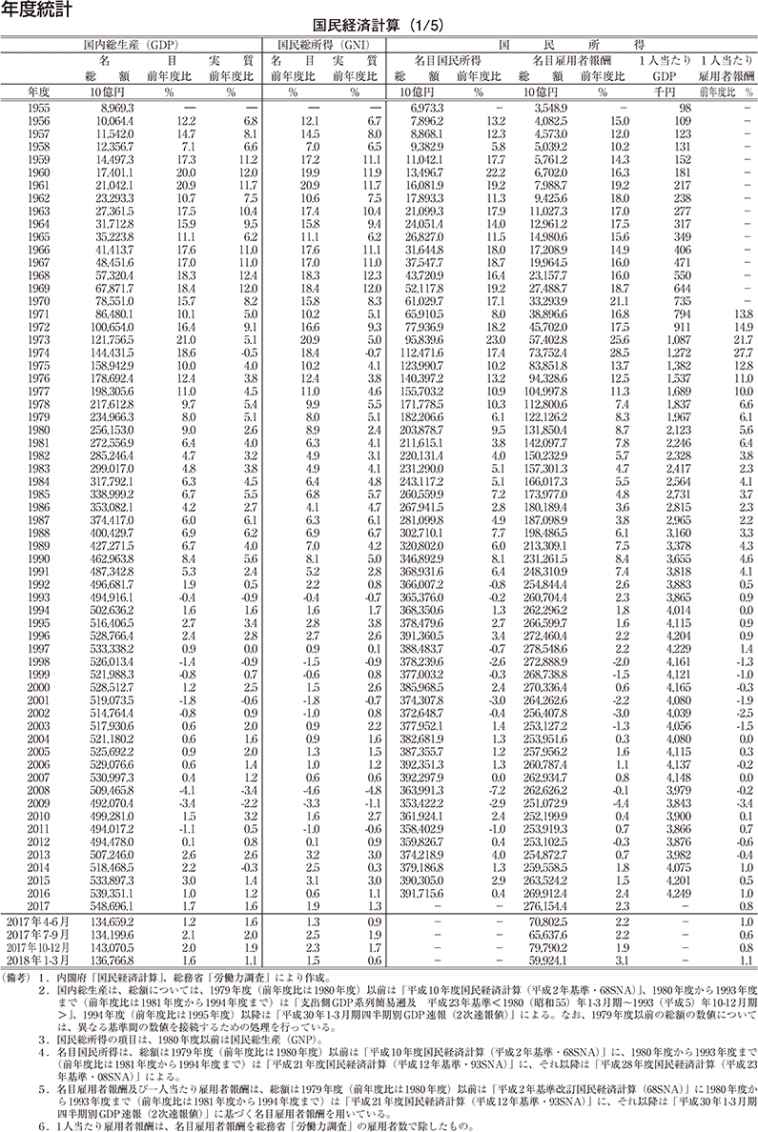 年度統計
国民経済計算（1/5）
国内総生産（GDP） 国民総所得（GNI） 国民所得
名目 実質 名目 実質 名目国民所得 名目雇用者報酬 1人当たり 1人当たり
総額 前年度比 前年度比 前年度比 前年度比 総額 前年度比 総額 前年度比 GDP 雇用者報酬
年度 10億円 % % % % 10億円 % 10億円 % 千円 前年度比 %
1955 8,969.3 — — — — 6,973.3 − 3,548.9 − 98 −
1956 10,064.4 12.2 6.8 12.1 6.7 7,896.2 13.2 4,082.5 15.0 109 −
1957 11,542.0 14.7 8.1 14.5 8.0 8,868.1 12.3 4,573.0 12.0 123 −
1958 12,356.7 7.1 6.6 7.0 6.5 9,382.9 5.8 5,039.2 10.2 131 −
1959 14,497.3 17.3 11.2 17.2 11.1 11,042.1 17.7 5,761.2 14.3 152 −
1960 17,401.1 20.0 12.0 19.9 11.9 13,496.7 22.2 6,702.0 16.3 181 −
1961 21,042.1 20.9 11.7 20.9 11.7 16,081.9 19.2 7,988.7 19.2 217 −
1962 23,293.3 10.7 7.5 10.6 7.5 17,893.3 11.3 9,425.6 18.0 238 −
1963 27,361.5 17.5 10.4 17.4 10.4 21,099.3 17.9 11,027.3 17.0 277 −
1964 31,712.8 15.9 9.5 15.8 9.4 24,051.4 14.0 12,961.2 17.5 317 −
1965 35,223.8 11.1 6.2 11.1 6.2 26,827.0 11.5 14,980.6 15.6 349 −
1966 41,413.7 17.6 11.0 17.6 11.1 31,644.8 18.0 17,208.9 14.9 406 −
1967 48,451.6 17.0 11.0 17.0 11.0 37,547.7 18.7 19,964.5 16.0 471 −
1968 57,320.4 18.3 12.4 18.3 12.3 43,720.9 16.4 23,157.7 16.0 550 −
1969 67,871.7 18.4 12.0 18.4 12.0 52,117.8 19.2 27,488.7 18.7 644 −
1970 78,551.0 15.7 8.2 15.8 8.3 61,029.7 17.1 33,293.9 21.1 735 −
1971 86,480.1 10.1 5.0 10.2 5.1 65,910.5 8.0 38,896.6 16.8 794 13.8
1972 100,654.0 16.4 9.1 16.6 9.3 77,936.9 18.2 45,702.0 17.5 911 14.9
1973 121,756.5 21.0 5.1 20.9 5.0 95,839.6 23.0 57,402.8 25.6 1,087 21.7
1974 144,431.5 18.6 -0.5 18.4 -0.7 112,471.6 17.4 73,752.4 28.5 1,272 27.7
1975 158,942.9 10.0 4.0 10.2 4.1 123,990.7 10.2 83,851.8 13.7 1,382 12.8
1976 178,692.4 12.4 3.8 12.4 3.8 140,397.2 13.2 94,328.6 12.5 1,537 11.0
1977 198,305.6 11.0 4.5 11.0 4.6 155,703.2 10.9 104,997.8 11.3 1,689 10.0
1978 217,612.8 9.7 5.4 9.9 5.5 171,778.5 10.3 112,800.6 7.4 1,837 6.6
1979 234,966.3 8.0 5.1 8.0 5.1 182,206.6 6.1 122,126.2 8.3 1,967 6.1
1980 256,153.0 9.0 2.6 8.9 2.4 203,878.7 9.5 131,850.4 8.7 2,123 5.6
1981 272,556.9 6.4 4.0 6.3 4.1 211,615.1 3.8 142,097.7 7.8 2,246 6.4
1982 285,246.4 4.7 3.2 4.9 3.1 220,131.4 4.0 150,232.9 5.7 2,328 3.8
1983 299,017.0 4.8 3.8 4.9 4.1 231,290.0 5.1 157,301.3 4.7 2,417 2.3
1984 317,792.1 6.3 4.5 6.4 4.8 243,117.2 5.1 166,017.3 5.5 2,564 4.1
1985 338,999.2 6.7 5.5 6.8 5.7 260,559.9 7.2 173,977.0 4.8 2,731 3.7
1986 353,082.1 4.2 2.7 4.1 4.7 267,941.5 2.8 180,189.4 3.6 2,815 2.3
1987 374,417.0 6.0 6.1 6.3 6.1 281,099.8 4.9 187,098.9 3.8 2,965 2.2
1988 400,429.7 6.9 6.2 6.9 6.7 302,710.1 7.7 198,486.5 6.1 3,160 3.3
1989 427,271.5 6.7 4.0 7.0 4.2 320,802.0 6.0 213,309.1 7.5 3,378 4.3
1990 462,963.8 8.4 5.6 8.1 5.0 346,892.9 8.1 231,261.5 8.4 3,655 4.6
1991 487,342.8 5.3 2.4 5.2 2.8 368,931.6 6.4 248,310.9 7.4 3,818 4.1
1992 496,681.7 1.9 0.5 2.2 0.8 366,007.2 -0.8 254,844.4 2.6 3,883 0.5
1993 494,916.1 -0.4 -0.9 -0.4 -0.7 365,376.0 -0.2 260,704.4 2.3 3,865 0.9
1994 502,636.2 1.6 1.6 1.6 1.7 368,350.6 1.3 262,296.2 1.8 4,014 0.0
1995 516,406.5 2.7 3.4 2.8 3.8 378,479.6 2.7 266,599.7 1.6 4,115 0.9
1996 528,766.4 2.4 2.8 2.7 2.6 391,360.5 3.4 272,460.4 2.2 4,204 0.9
1997 533,338.2 0.9 0.0 0.9 0.1 388,483.7 -0.7 278,548.6 2.2 4,229 1.4
1998 526,013.4 -1.4 -0.9 -1.5 -0.9 378,239.6 -2.6 272,888.9 -2.0 4,161 -1.3
1999 521,988.3 -0.8 0.7 -0.6 0.8 377,003.2 -0.3 268,738.8 -1.5 4,121 -1.0
2000 528,512.7 1.2 2.5 1.5 2.6 385,968.5 2.4 270,336.4 0.6 4,165 -0.3
2001 519,073.5 -1.8 -0.6 -1.8 -0.7 374,307.8 -3.0 264,262.6 -2.2 4,080 -1.9
2002 514,764.4 -0.8 0.9 -1.0 0.8 372,648.7 -0.4 256,407.8 -3.0 4,039 -2.5
2003 517,930.6 0.6 2.0 0.9 2.2 377,952.1 1.4 253,127.2 -1.3 4,056 -1.5
2004 521,180.2 0.6 1.6 0.9 1.6 382,681.9 1.3 253,951.6 0.3 4,080 0.0
2005 525,692.2 0.9 2.0 1.3 1.5 387,355.7 1.2 257,956.2 1.6 4,115 0.3
2006 529,076.6 0.6 1.4 1.0 1.2 392,351.3 1.3 260,787.4 1.1 4,137 -0.2
2007 530,997.3 0.4 1.2 0.6 0.6 392,297.9 0.0 262,934.7 0.8 4,148 0.0
2008 509,465.8 -4.1 -3.4 -4.6 -4.8 363,991.3 -7.2 262,626.2 -0.1 3,979 -0.2
2009 492,070.4 -3.4 -2.2 -3.3 -1.1 353,422.2 -2.9 251,072.9 -4.4 3,843 -3.4
2010 499,281.0 1.5 3.2 1.6 2.7 361,924.1 2.4 252,199.9 0.4 3,900 0.1
2011 494,017.2 -1.1 0.5 -1.0 -0.6 358,402.9 -1.0 253,919.3 0.7 3,866 0.7
2012 494,478.0 0.1 0.8 0.1 0.9 359,826.7 0.4 253,102.5 -0.3 3,876 -0.6
2013 507,246.0 2.6 2.6 3.2 3.0 374,218.9 4.0 254,872.7 0.7 3,982 -0.4
2014 518,468.5 2.2 -0.3 2.5 0.3 379,186.8 1.3 259,558.5 1.8 4,075 1.0
2015 533,897.3 3.0 1.4 3.1 3.0 390,305.0 2.9 263,524.2 1.5 4,201 0.5
2016 539,351.1 1.0 1.2 0.6 1.1 391,715.6 0.4 269,912.4 2.4 4,249 1.0
2017 548,696.1 1.7 1.6 1.9 1.3 − − 276,154.4 2.3 − 0.8
2017年4-6月 134,659.2 1.2 1.6 1.3 0.9 − − 70,802.5 2.2 − 1.0
2017年7-9月 134,199.6 2.1 2.0 2.5 1.9 − − 65,637.6 2.2 − 0.6
2017年10-12月 143,070.5 2.0 1.9 2.3 1.7 − − 79,790.2 1.9 − 0.8
2018年1-3月 136,766.8 1.6 1.1 1.5 0.6 − − 59,924.1 3.1 − 1.1
（備考）1．内閣府「国民経済計算」、総務省「労働力調査」により作成。
2．国内総生産は、総額については、1979年度（前年度比は1980年度）以前は「平成10年度国民経済計算（平成2年基準・68SNA）」、1980年度から1993年度
まで（前年度比は1981年度から1994年度まで）は「支出側GDP系列簡易遡及　平成23年基準＜1980（昭和55）年1-3月期~1993（平成5）年10-12月期
＞」、1994年度（前年度比は1995年度）以降は「平成30年1-3月期四半期別GDP速報（2次速報値）」による。なお、1979年度以前の総額の数値について
は、異なる基準間の数値を接続するための処理を行っている。
3．国民総所得の項目は、1980年度以前は国民総生産（GNP）。
4．名目国民所得は、総額は1979年度（前年度比は1980年度）以前は「平成10年度国民経済計算（平成2年基準・68SNA）」に、1980年度から1993年度まで
（前年度比は1981年度から1994年度まで）は「平成21年度国民経済計算（平成12年基準・93SNA）」に、それ以降は「平成28年度国民経済計算（平成23
年基準・08SNA）」による。
5．名目雇用者報酬及び一人当たり雇用者報酬は、総額は1979年度（前年度比は1980年度）以前は「平成2年基準改訂国民経済計算（68SNA）」に1980年か
ら1993年度まで（前年度比は1981年度から1994年度まで）は「平成21年度国民経済計算（平成12年基準・93SNA）」に、それ以降は「平成30年1-3月期
四半期別GDP速報（2次速報値）」に基づく名目雇用者報酬を用いている。
6．1人当たり雇用者報酬は、名目雇用者報酬を総務省「労働力調査」の雇用者数で除したもの。